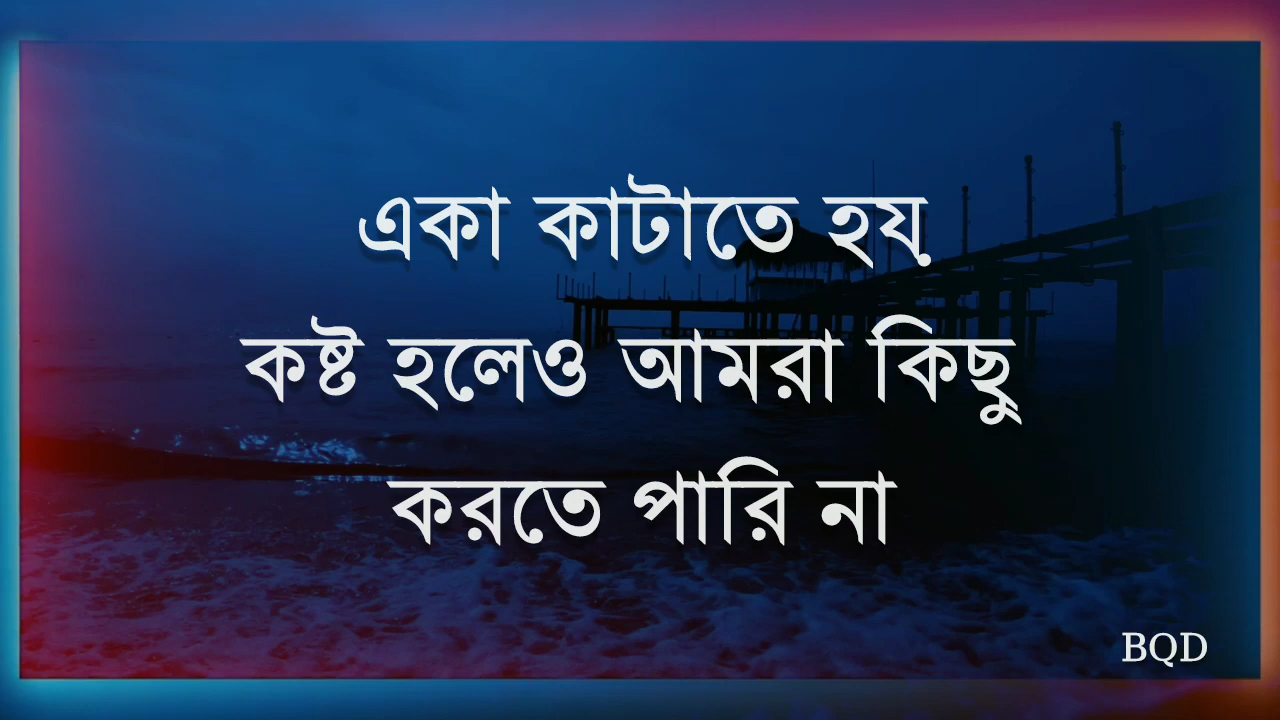 একা কাটাতে হয়
কষ্ট হলেও আমরা কিছু
করতে পারি না
BQD